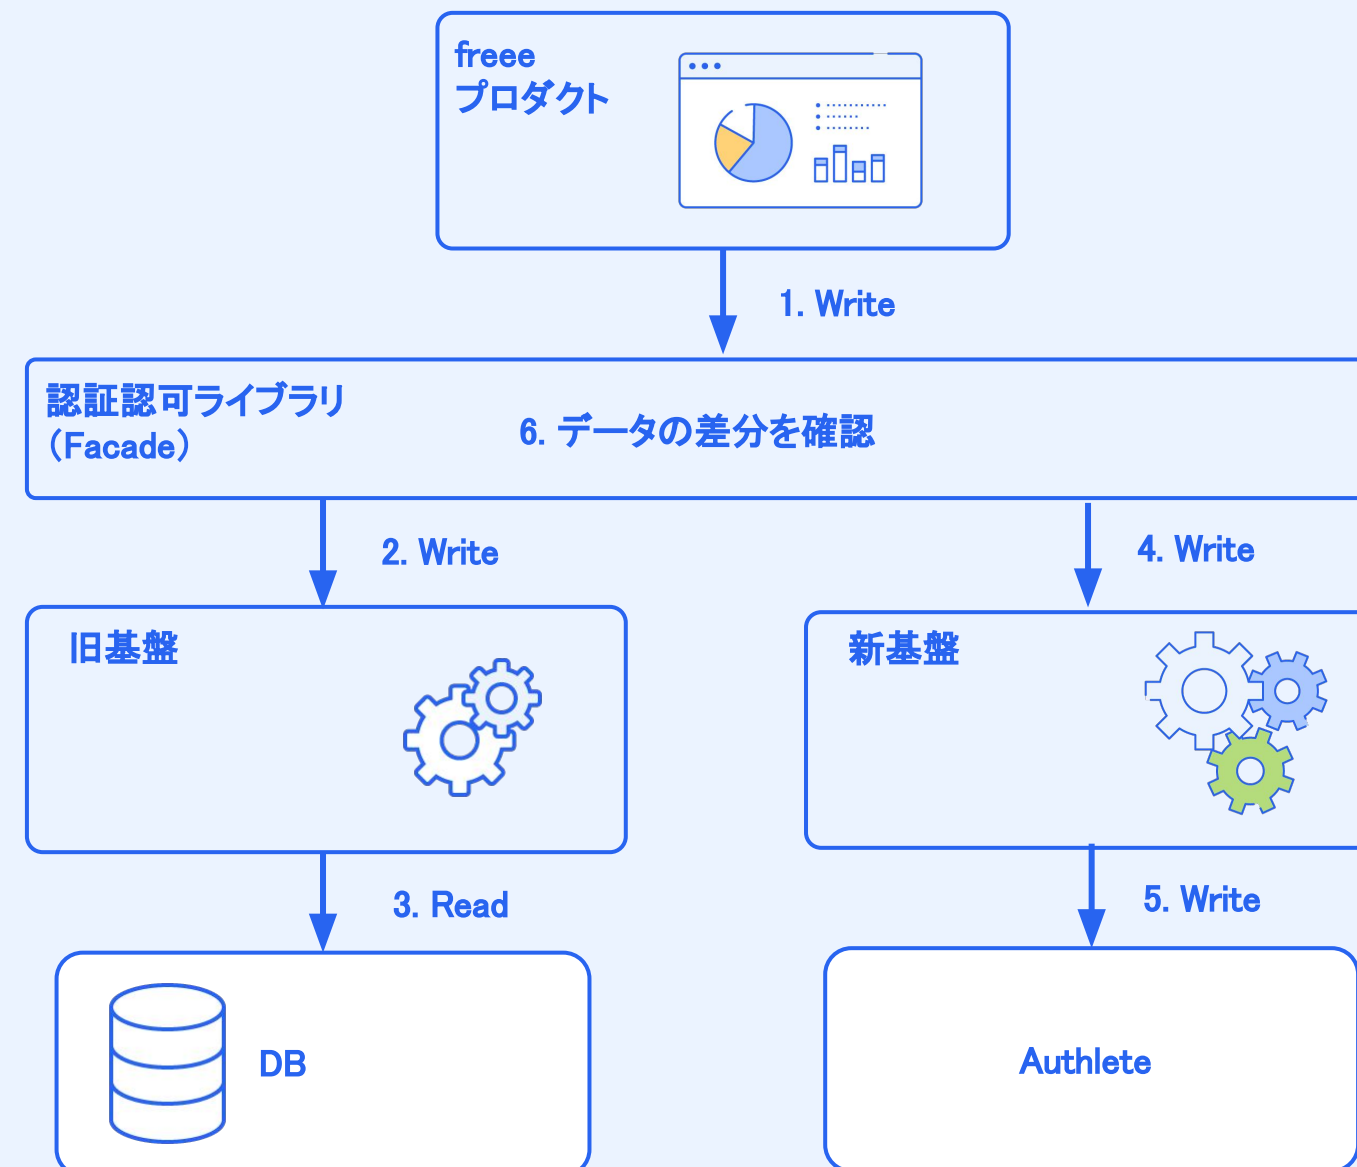 freee
プロダクト
1. Write
認証認可ライブラリ
（Facade）
6. データの差分を確認
2. Write
4. Write
旧基盤
新基盤
3. Read
5. Write
DB
Authlete